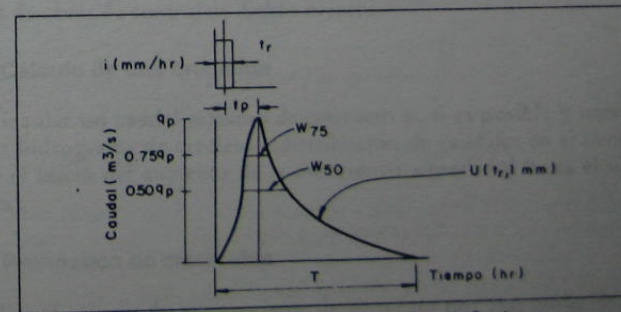 tr
i (mm/hr)
tp
qp
W75
0.75qp
W50
0.50qp
U(tr, 1 mm)
Caudal (m³/s)
T
Tiempo (hr)